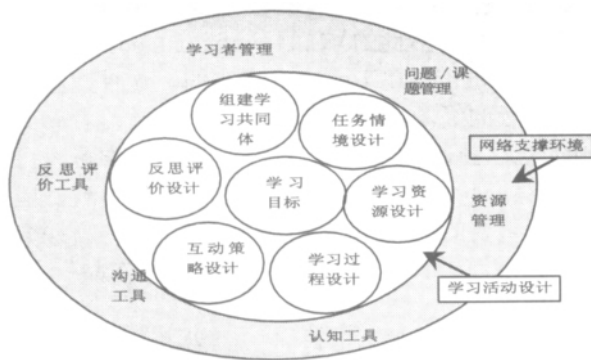 学习者管理
问题/课
题管理
组建学
习共同
体
任务情
境设计
网络支撑环境
反思评
价工具
反思评
价设计
学习
目标
学习资
源设计
资源
管理
互动策
略设计
学习过
程设计
沟通
工具
学习活动设计
认知工具